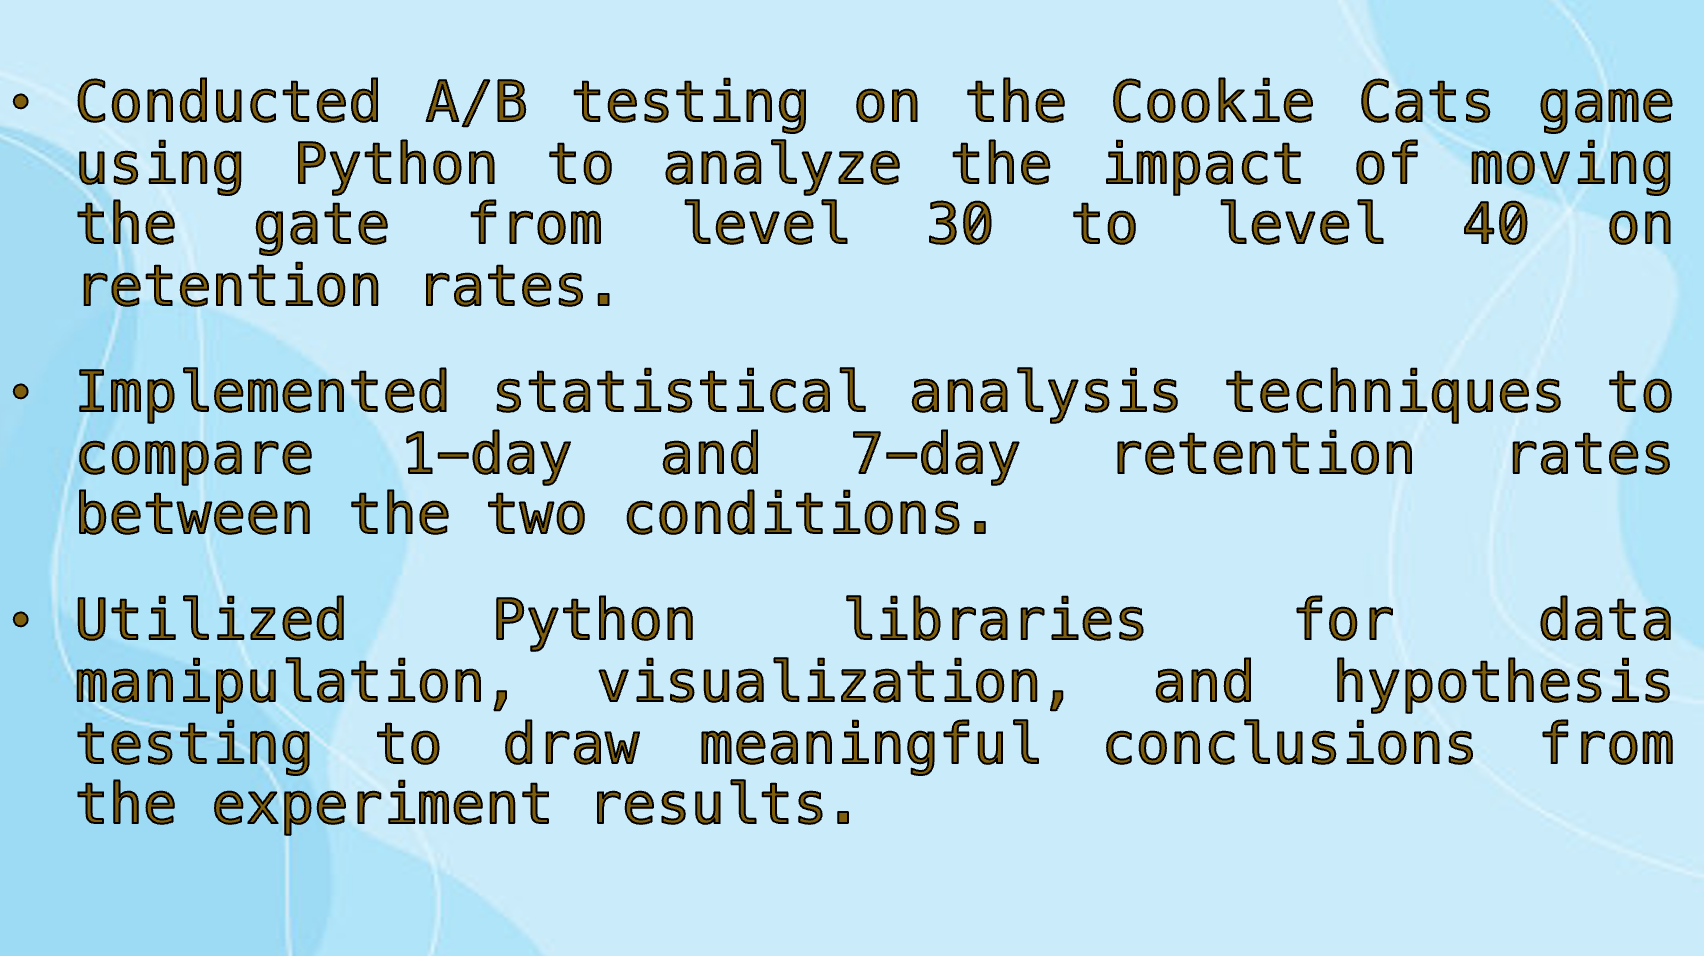 • Conducted A/B testing on the Cookie Cats game
using Python to analyze the impact of moving
the gate from level 30 to level 40 on
retention rates.
• Implemented statistical analysis techniques to
compare 1–day and 7–day retention rates
between the two conditions.
• Utilized Python libraries for data
manipulation, visualization, and hypothesis
testing to draw meaningful conclusions from
the experiment results.